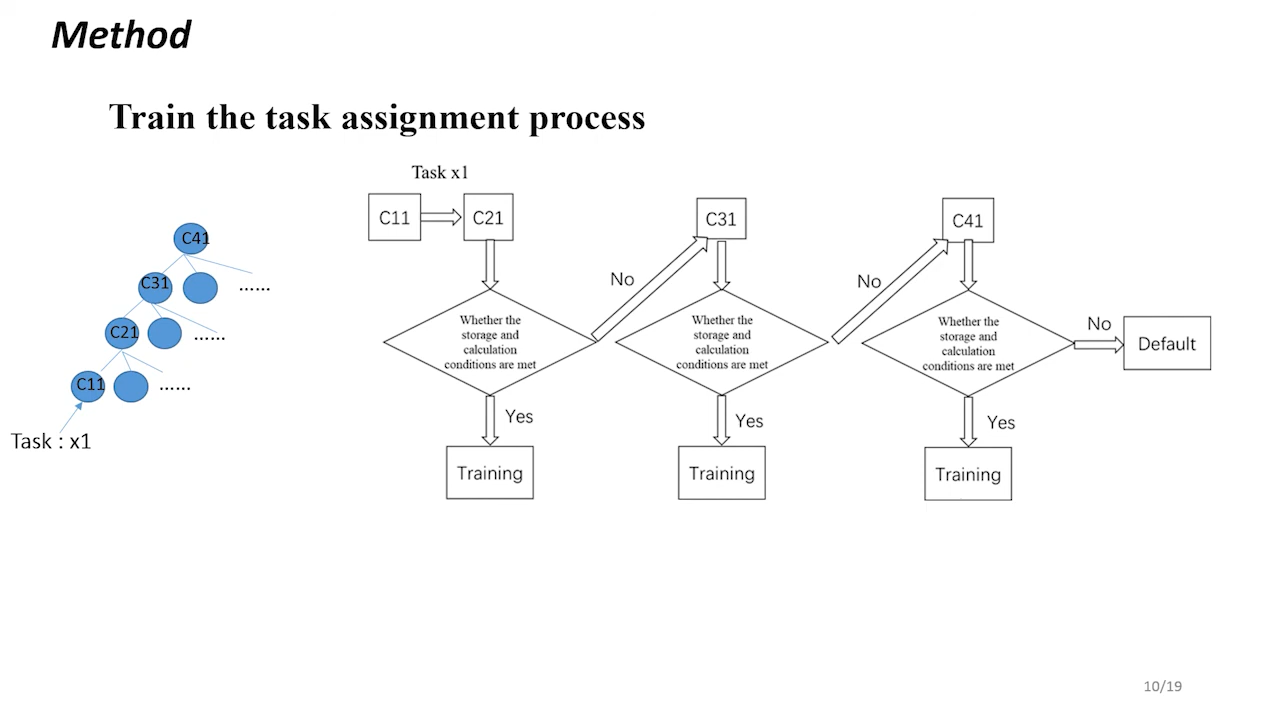 Method
Train the task assignment process
Task x1
C11
C21
C31
C41
C41
C31
......
C21
......
C11
......
Task : x1
No
No
No
Default
Whether the
storage and
calculation
conditions are met
Whether the
storage and
calculation
conditions are met
Whether the
storage and
calculation
conditions are met
Yes
Yes
Yes
Training
Training
Training
10/19